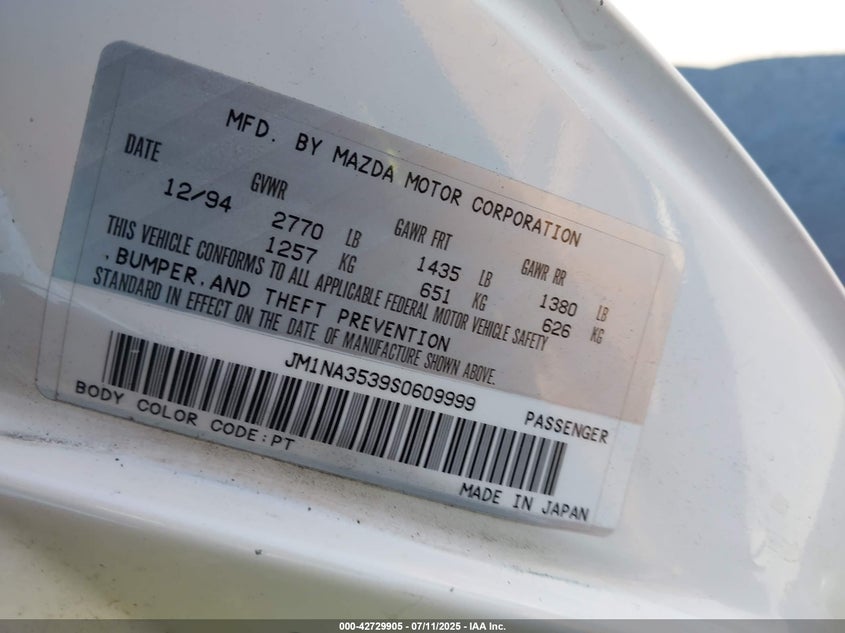 MFD. BY MAZDA MOTOR CORPORATION
DATE GVWR GAWR FRT GAWR RR
12/94 2770 LB 1435 LB 1380 LB
1257 KG 651 KG 626 KG
THIS VEHICLE CONFORMS TO ALL APPLICABLE FEDERAL MOTOR VEHICLE SAFETY
, BUMPER, AND THEFT PREVENTION
STANDARD IN EFFECT ON THE DATE OF MANUFACTURE SHOWN ABOVE.
JM1NA3539S0609999 PASSENGER
BODY COLOR CODE:PT
MADE IN JAPAN
000-42729905 - 07/11/2025 - IAA Inc.